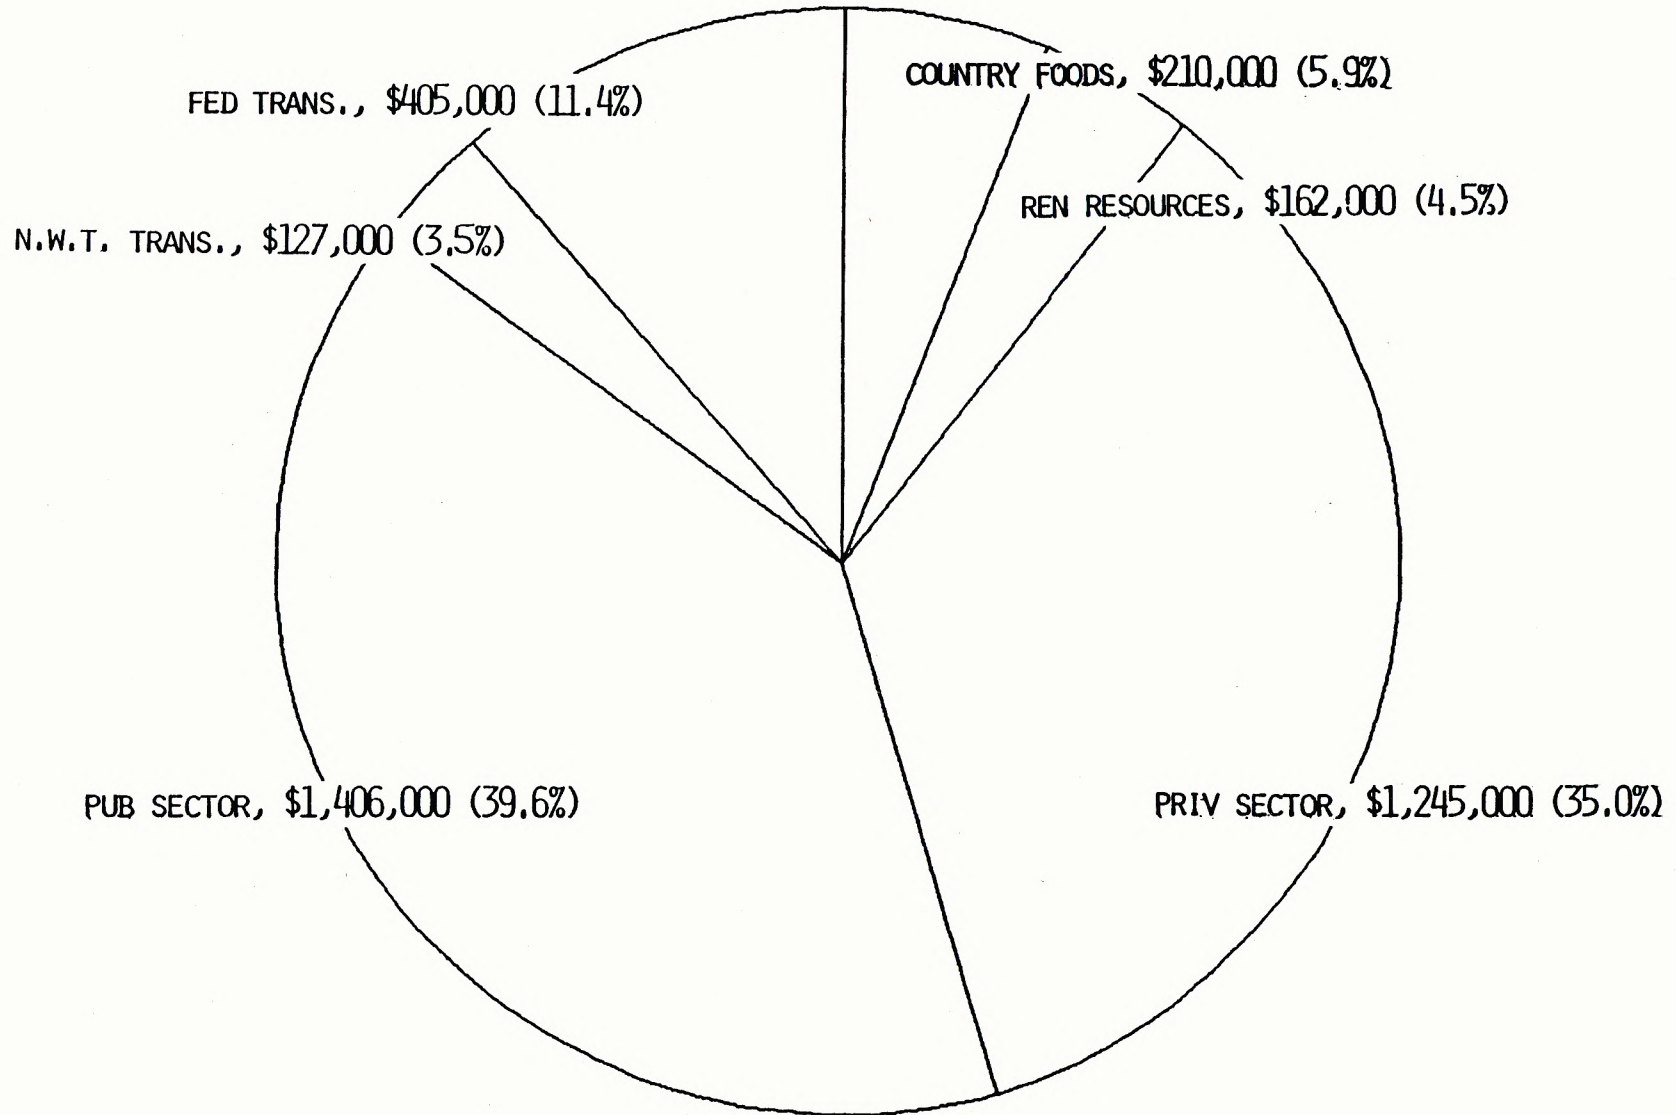 COUNTRY FOODS, $210,000 (5.9%)
FED TRANS., $405,000 (11.4%)
REN RESOURCES, $162,000 (4.5%)
N.W.T. TRANS., $127,000 (3.5%)
PUB SECTOR, $1,406,000 (39.6%)
PRIV SECTOR, $1,245,000 (35.0%)